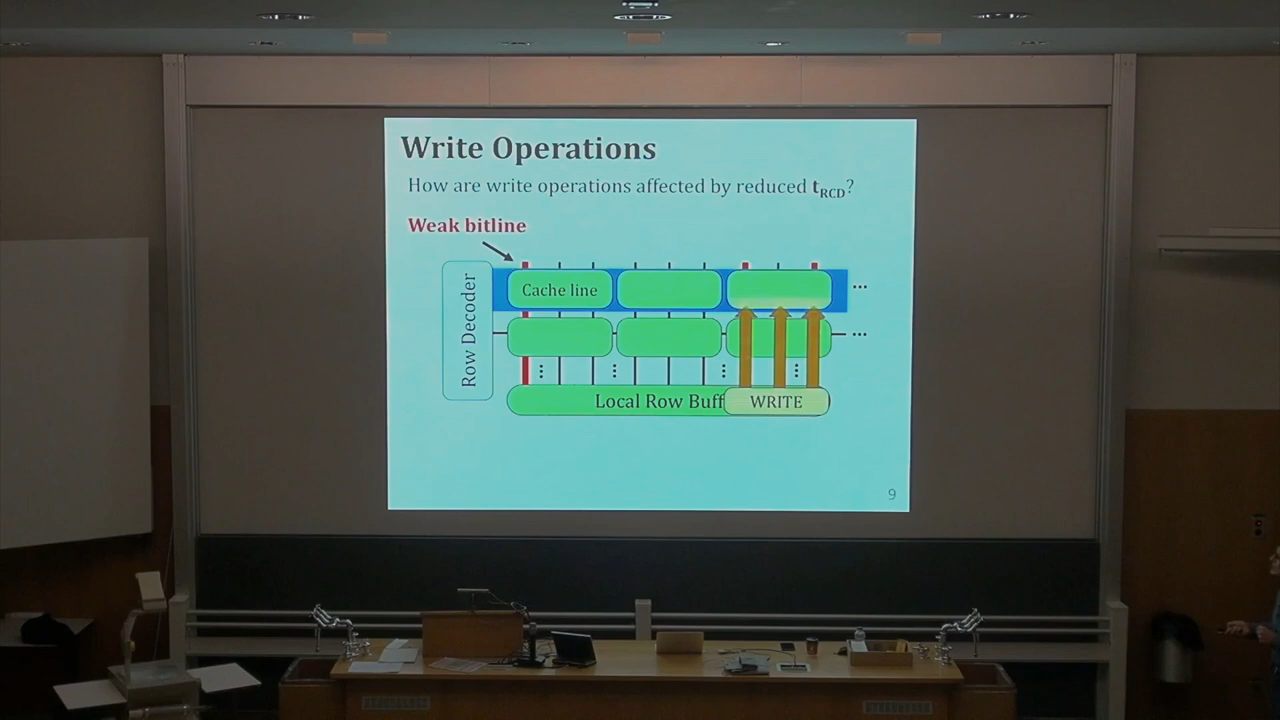 Write Operations
How are write operations affected by reduced tRCD?
Weak bitline
Row Decoder
Cache line
...
...
Local Row Buff
WRITE
9